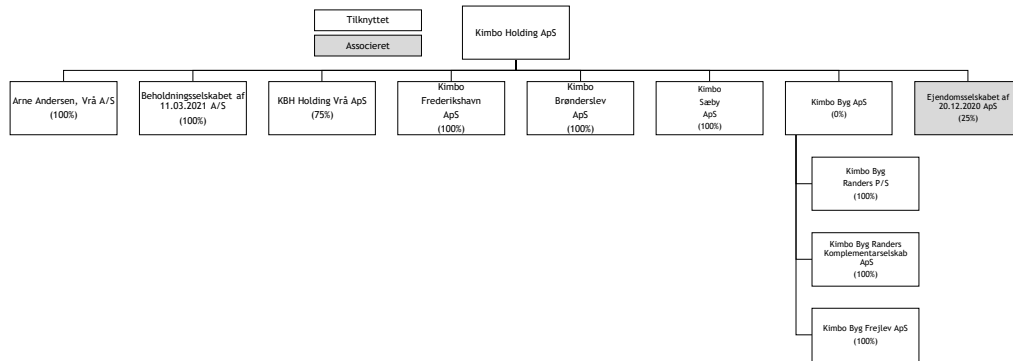 Tilknyttet
Associeret
Kimbo Holding ApS
Arne Andersen, Vrå A/S
(100%)
Beholdningsselskabet af
11.03.2021 A/S
(100%)
KBH Holding Vrå ApS
(75%)
Kimbo
Frederikshavn
ApS
(100%)
Kimbo
Brønderslev
ApS
(100%)
Kimbo
Sæby
ApS
(100%)
Kimbo Byg ApS
(0%)
Ejendomsselskabet af
20.12.2020 ApS
(25%)
Kimbo Byg
Randers P/S
(100%)
Kimbo Byg Randers
Komplementarselskab
ApS
(100%)
Kimbo Byg Frejlev ApS
(100%)